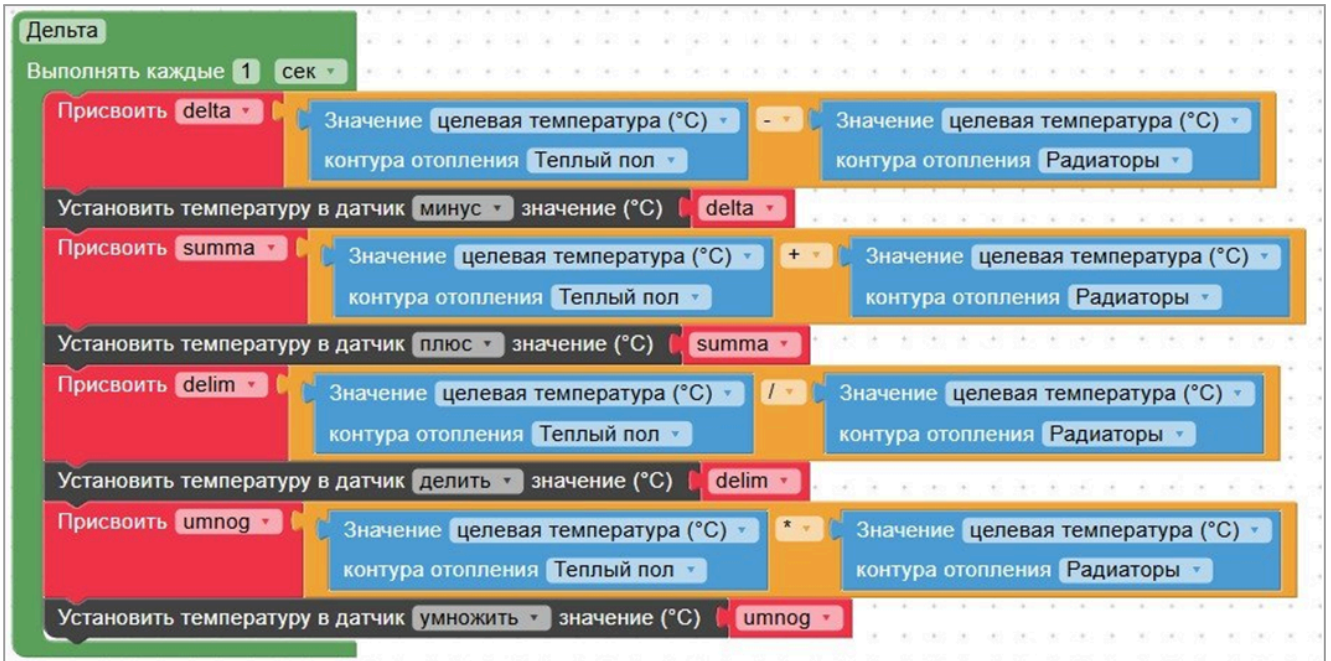 Дельта
Выполнять каждые 1 сек
Присвоить delta Значение целевая температура (°C) - Значение целевая температура (°C)
контура отопления Теплый пол контура отопления Радиаторы
Установить температуру в датчик минус значение (°C) delta
Присвоить summa Значение целевая температура (°C) + Значение целевая температура (°C)
контура отопления Теплый пол контура отопления Радиаторы
Установить температуру в датчик плюс значение (°C) summa
Присвоить delim Значение целевая температура (°C) / Значение целевая температура (°C)
контура отопления Теплый пол контура отопления Радиаторы
Установить температуру в датчик делить значение (°C) delim
Присвоить umnog Значение целевая температура (°C) * Значение целевая температура (°C)
контура отопления Теплый пол контура отопления Радиаторы
Установить температуру в датчик умножить значение (°C) umnog